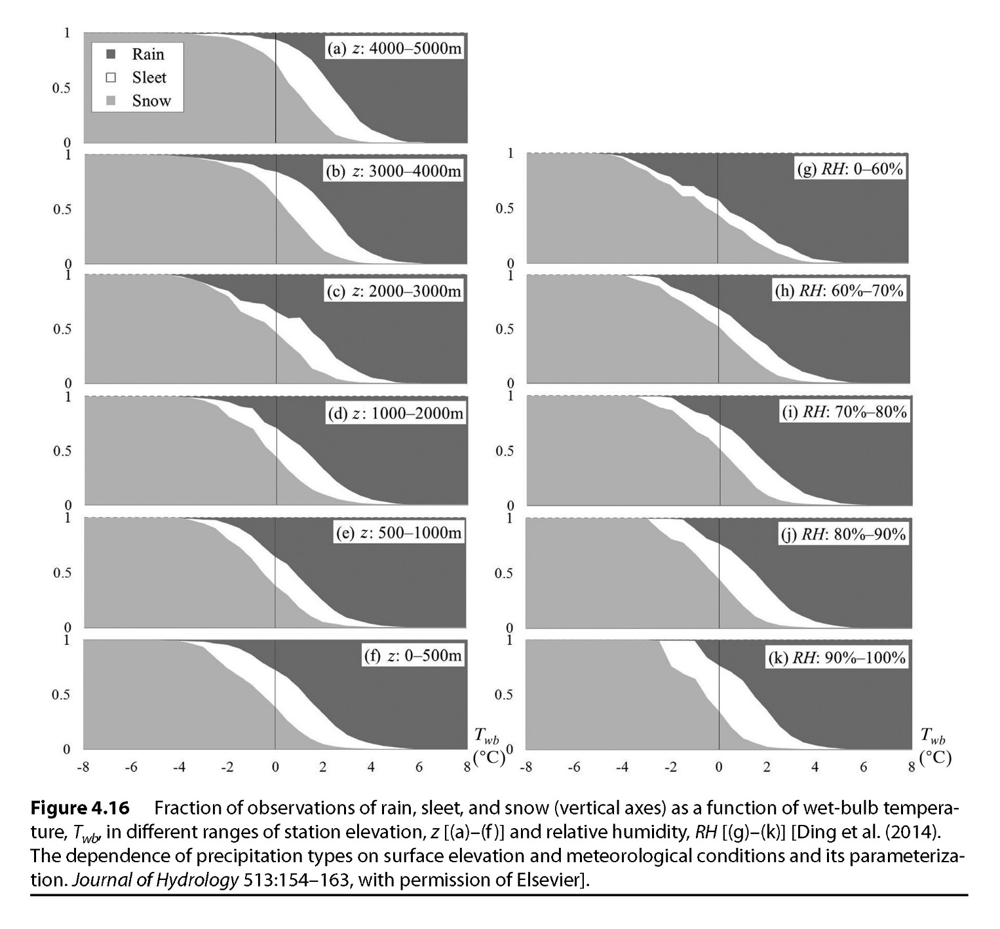 1
0.5
0
Rain
Sleet
Snow
(a) z: 4000–5000m
1
0.5
0
(b) z: 3000–4000m
1
0.5
0
(c) z: 2000–3000m
1
0.5
0
(d) z: 1000–2000m
1
0.5
0
(e) z: 500–1000m
1
0.5
0
(f) z: 0–500m
-8 -6 -4 -2 0 2 4 6 8
Twb
(°C)
1
0.5
0
(g) RH: 0–60%
1
0.5
0
(h) RH: 60%–70%
1
0.5
0
(i) RH: 70%–80%
1
0.5
0
(j) RH: 80%–90%
1
0.5
0
(k) RH: 90%–100%
-8 -6 -4 -2 0 2 4 6 8
Twb
(°C)
Figure 4.16 Fraction of observations of rain, sleet, and snow (vertical axes) as a function of wet-bulb tempera-
ture, Twb, in different ranges of station elevation, z [(a)–(f)] and relative humidity, RH [(g)–(k)] [Ding et al. (2014).
The dependence of precipitation types on surface elevation and meteorological conditions and its parameteriza-
tion. Journal of Hydrology 513:154–163, with permission of Elsevier].